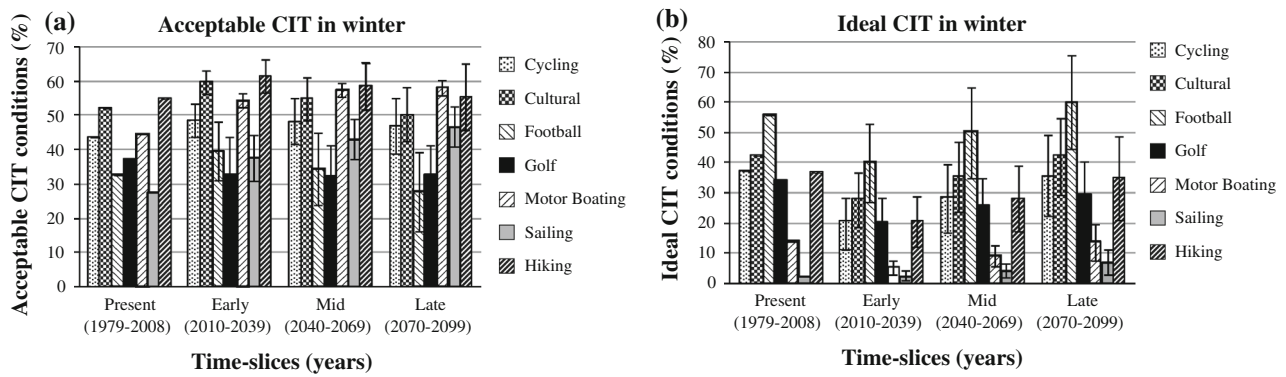 (a)
Acceptable CIT in winter
Acceptable CIT conditions (%)
70
60
50
40
30
20
10
0
Present
(1979-2008)
Early
(2010-2039)
Mid
(2040-2069)
Late
(2070-2099)
Time-slices (years)
Cycling
Cultural
Football
Golf
Motor Boating
Sailing
Hiking
(b)
Ideal CIT in winter
Ideal CIT conditions (%)
80
70
60
50
40
30
20
10
0
Present
(1979-2008)
Early
(2010-2039)
Mid
(2040-2069)
Late
(2070-2099)
Time-slices (years)
Cycling
Cultural
Football
Golf
Motor Boating
Sailing
Hiking